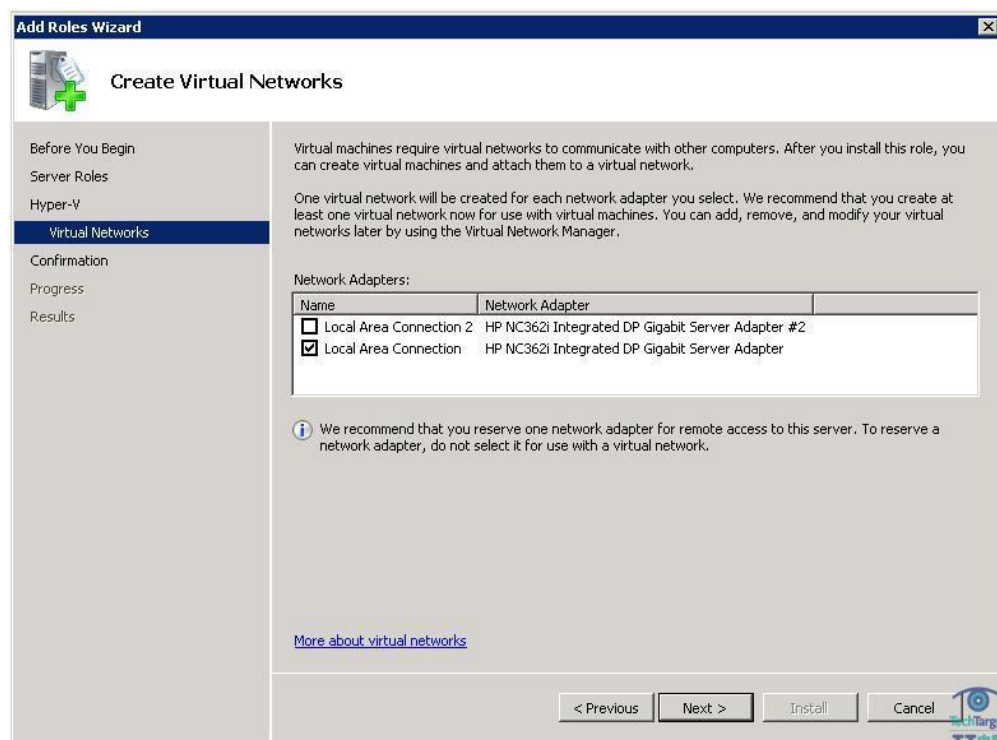 Add Roles Wizard
Create Virtual Networks
Before You Begin
Server Roles
Hyper-V
Virtual Networks
Confirmation
Progress
Results
Virtual machines require virtual networks to communicate with other computers. After you install this role, you
can create virtual machines and attach them to a virtual network.
One virtual network will be created for each network adapter you select. We recommend that you create at
least one virtual network now for use with virtual machines. You can add, remove, and modify your virtual
networks later by using the Virtual Network Manager.
Network Adapters:
Name Network Adapter
Local Area Connection 2 HP NC362i Integrated DP Gigabit Server Adapter #2
Local Area Connection HP NC362i Integrated DP Gigabit Server Adapter
We recommend that you reserve one network adapter for remote access to this server. To reserve a
network adapter, do not select it for use with a virtual network.
More about virtual networks
< Previous Next > Install Cancel
TechTarge